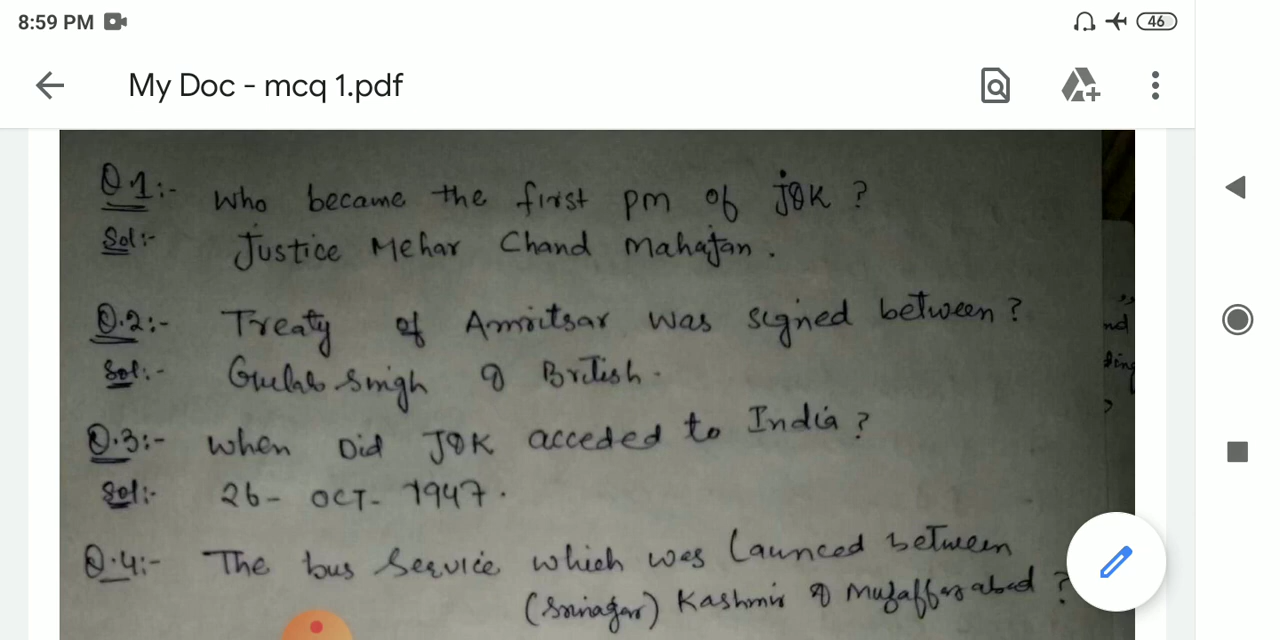 8:59 PM
46
My Doc - mcq 1.pdf
Q.1:- Who became the first pm of J&K ?
Sol:- Justice Mehar Chand Mahajan.
Q.2:- Treaty of Amritsar was signed between ?
Sol:- Gulab Singh & British.
Q.3:- When Did J&K acceded to India ?
Sol:- 26- OCT- 1947.
Q.4:- The bus Service which was Launced between
(Srinagar) Kashmir & Muzaffarabad ?